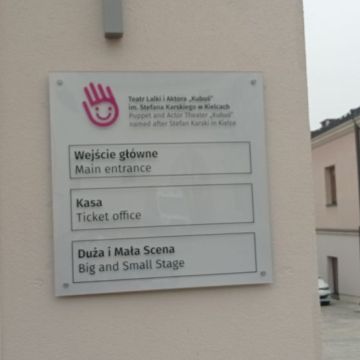 Teatr Lalki i Aktora „Kubuś"
im. Stefana Karskiego w Kielcach
Puppet and Actor Theater „Kubuś"
named after Stefan Karski in Kielce
Wejście główne
Main entrance
Kasa
Ticket office
Duża i Mała Scena
Big and Small Stage